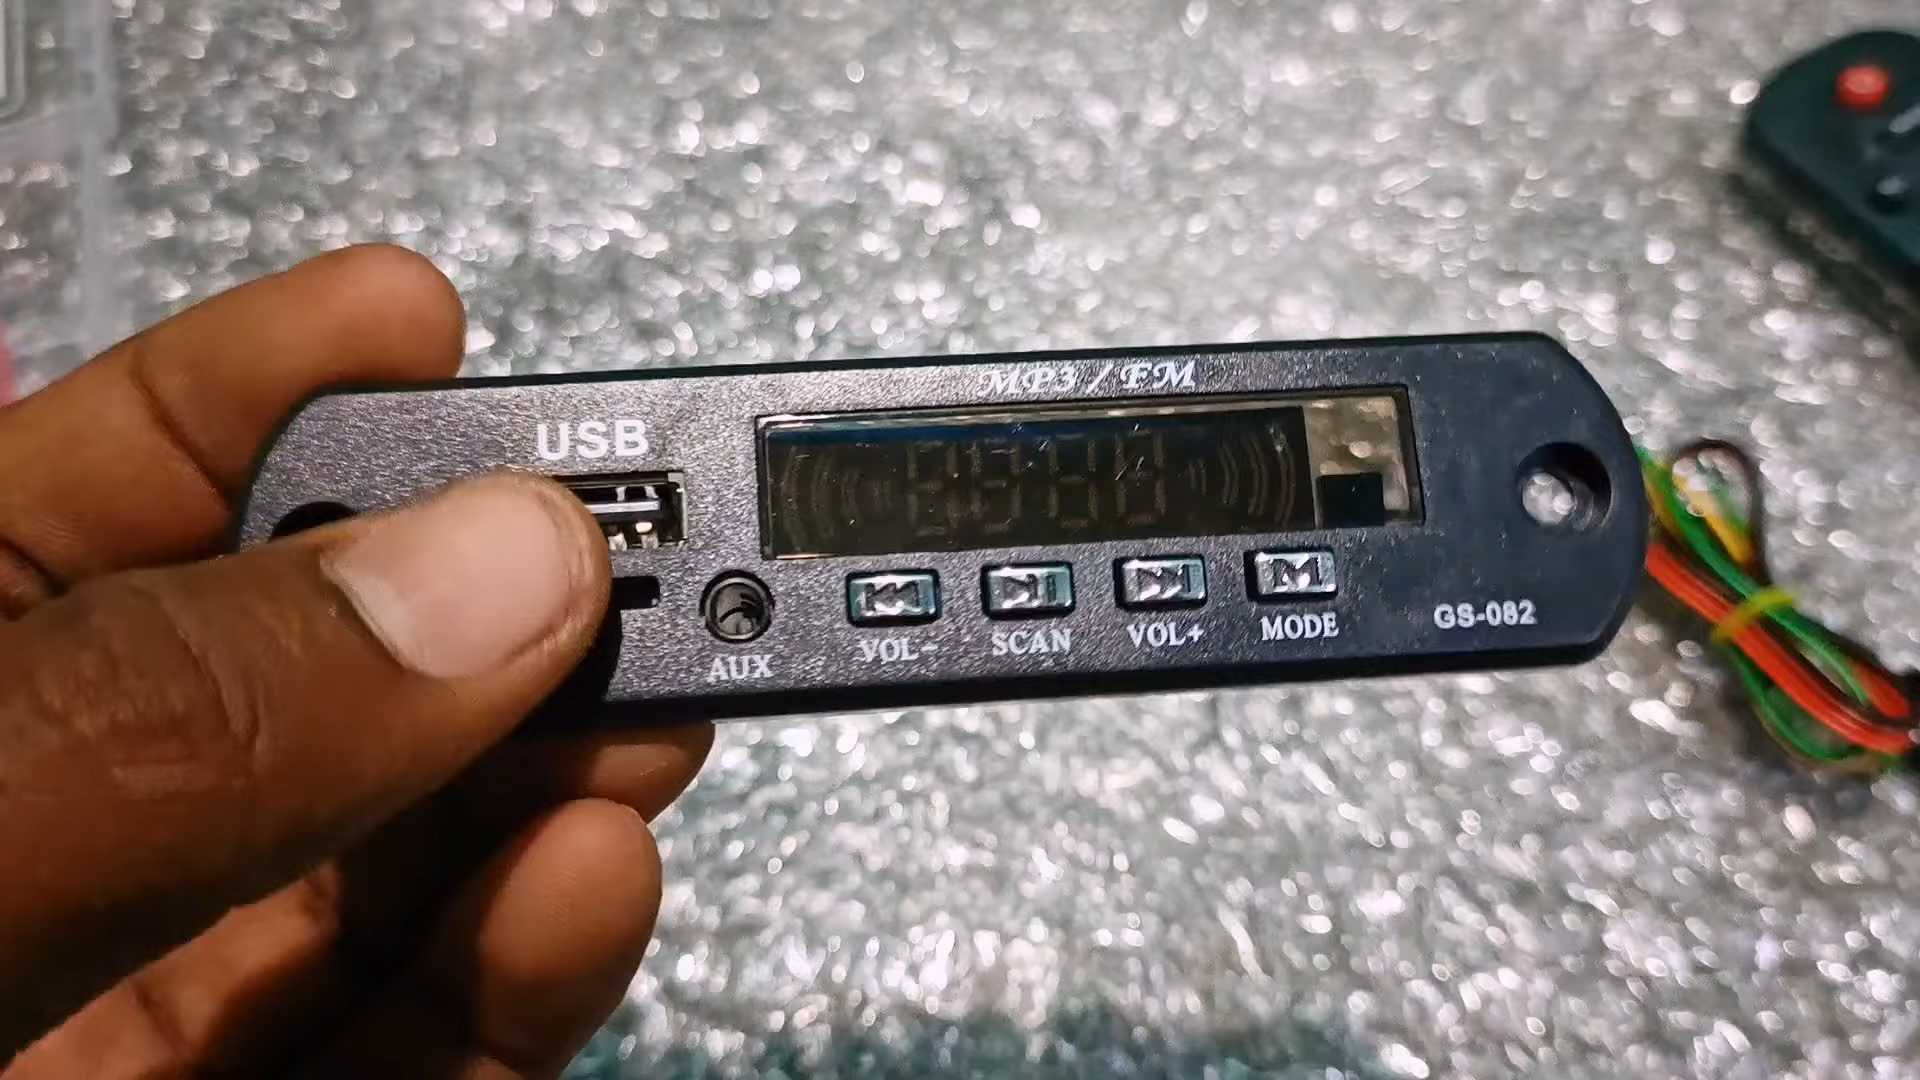 MP3 / FM
USB
AUX
VOL-
SCAN
VOL+
MODE
GS-082